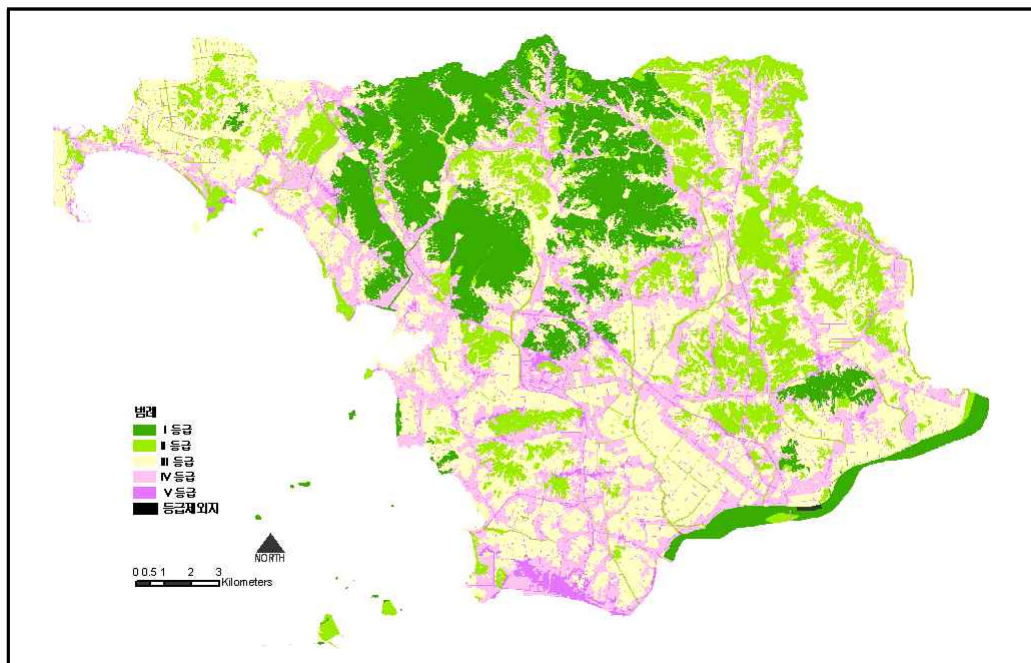 범례
Ⅰ 등급
Ⅱ 등급
Ⅲ 등급
Ⅳ 등급
Ⅴ 등급
등급제외지
NORTH
0 0.5 1 2 3
Kilometers